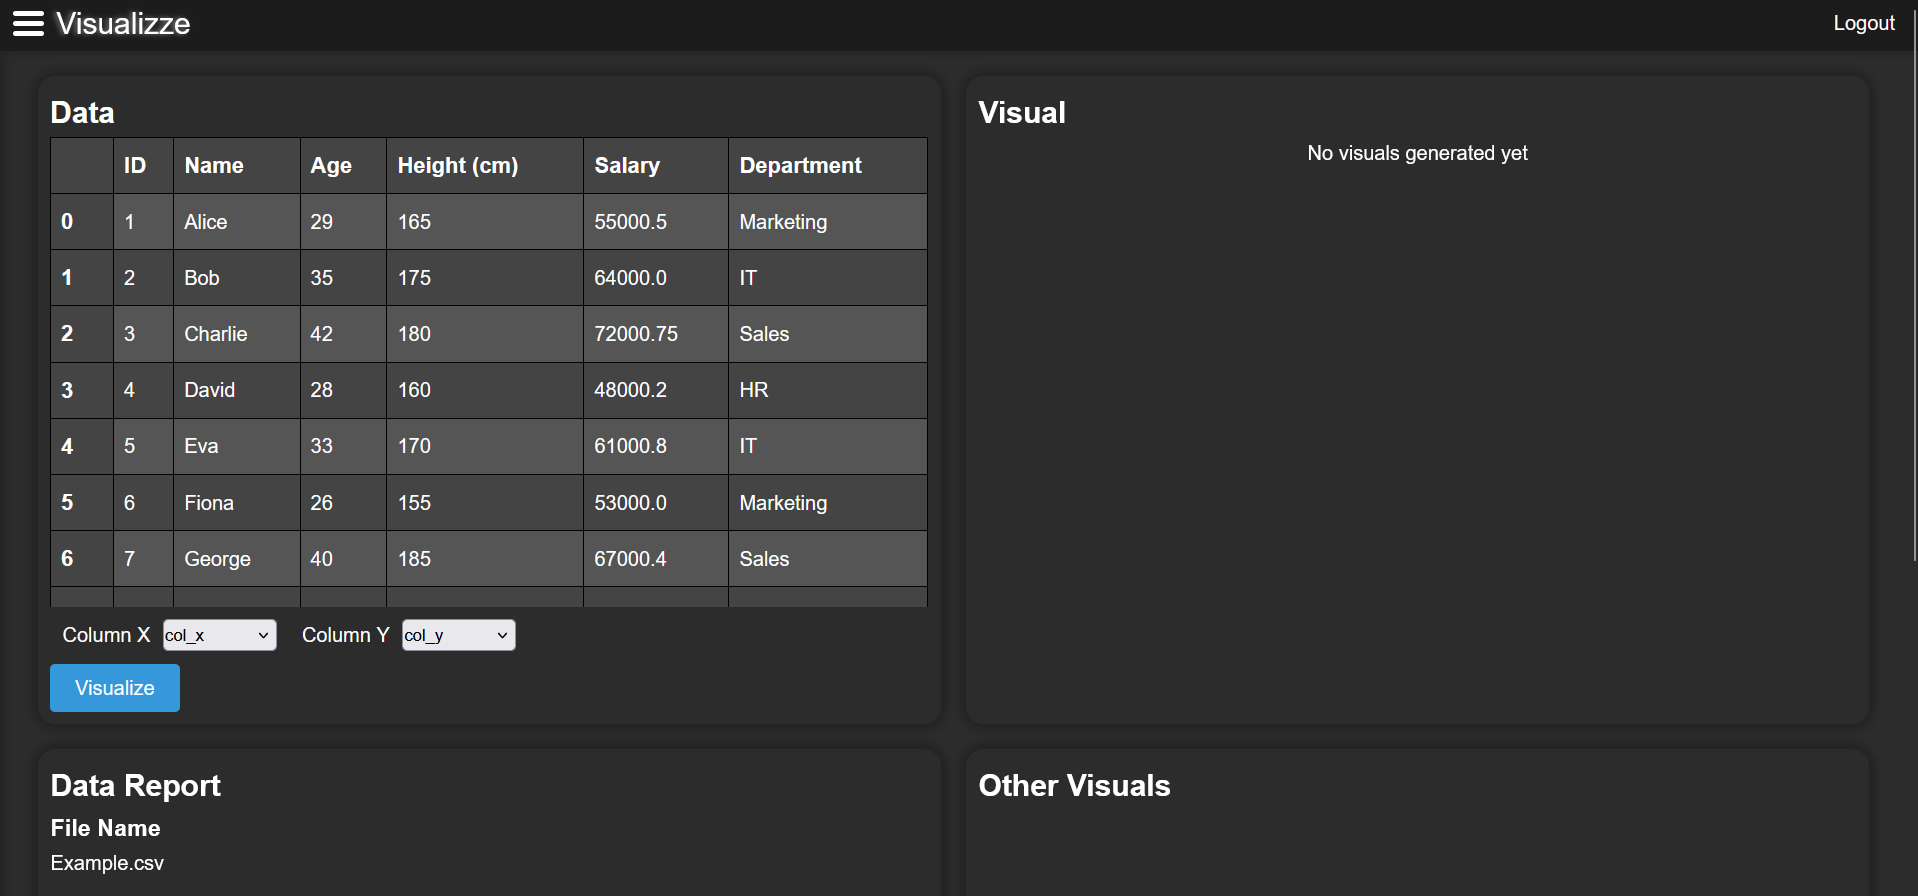 Visualizze
Logout
Data
ID Name Age Height (cm) Salary Department
0 1 Alice 29 165 55000.5 Marketing
1 2 Bob 35 175 64000.0 IT
2 3 Charlie 42 180 72000.75 Sales
3 4 David 28 160 48000.2 HR
4 5 Eva 33 170 61000.8 IT
5 6 Fiona 26 155 53000.0 Marketing
6 7 George 40 185 67000.4 Sales
Column X col_x Column Y col_y
Visualize
Visual
No visuals generated yet
Data Report
File Name
Example.csv
Other Visuals